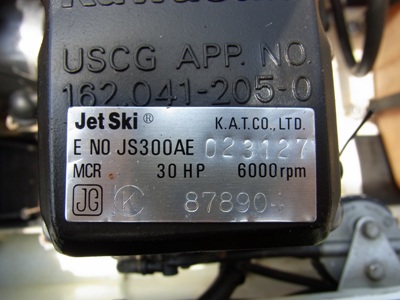 Kawasaki
USCG APP. NO.
162.041-205-0
Jet Ski ® K.A.T.CO., LTD.
E NO JS300AE 023127
MCR 30 HP 6000rpm
JG K 87890-